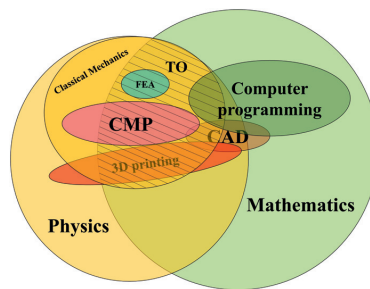 Classical Mechanics
TO
FEA
Computer
programming
CMP
CAD
3D printing
Physics
Mathematics